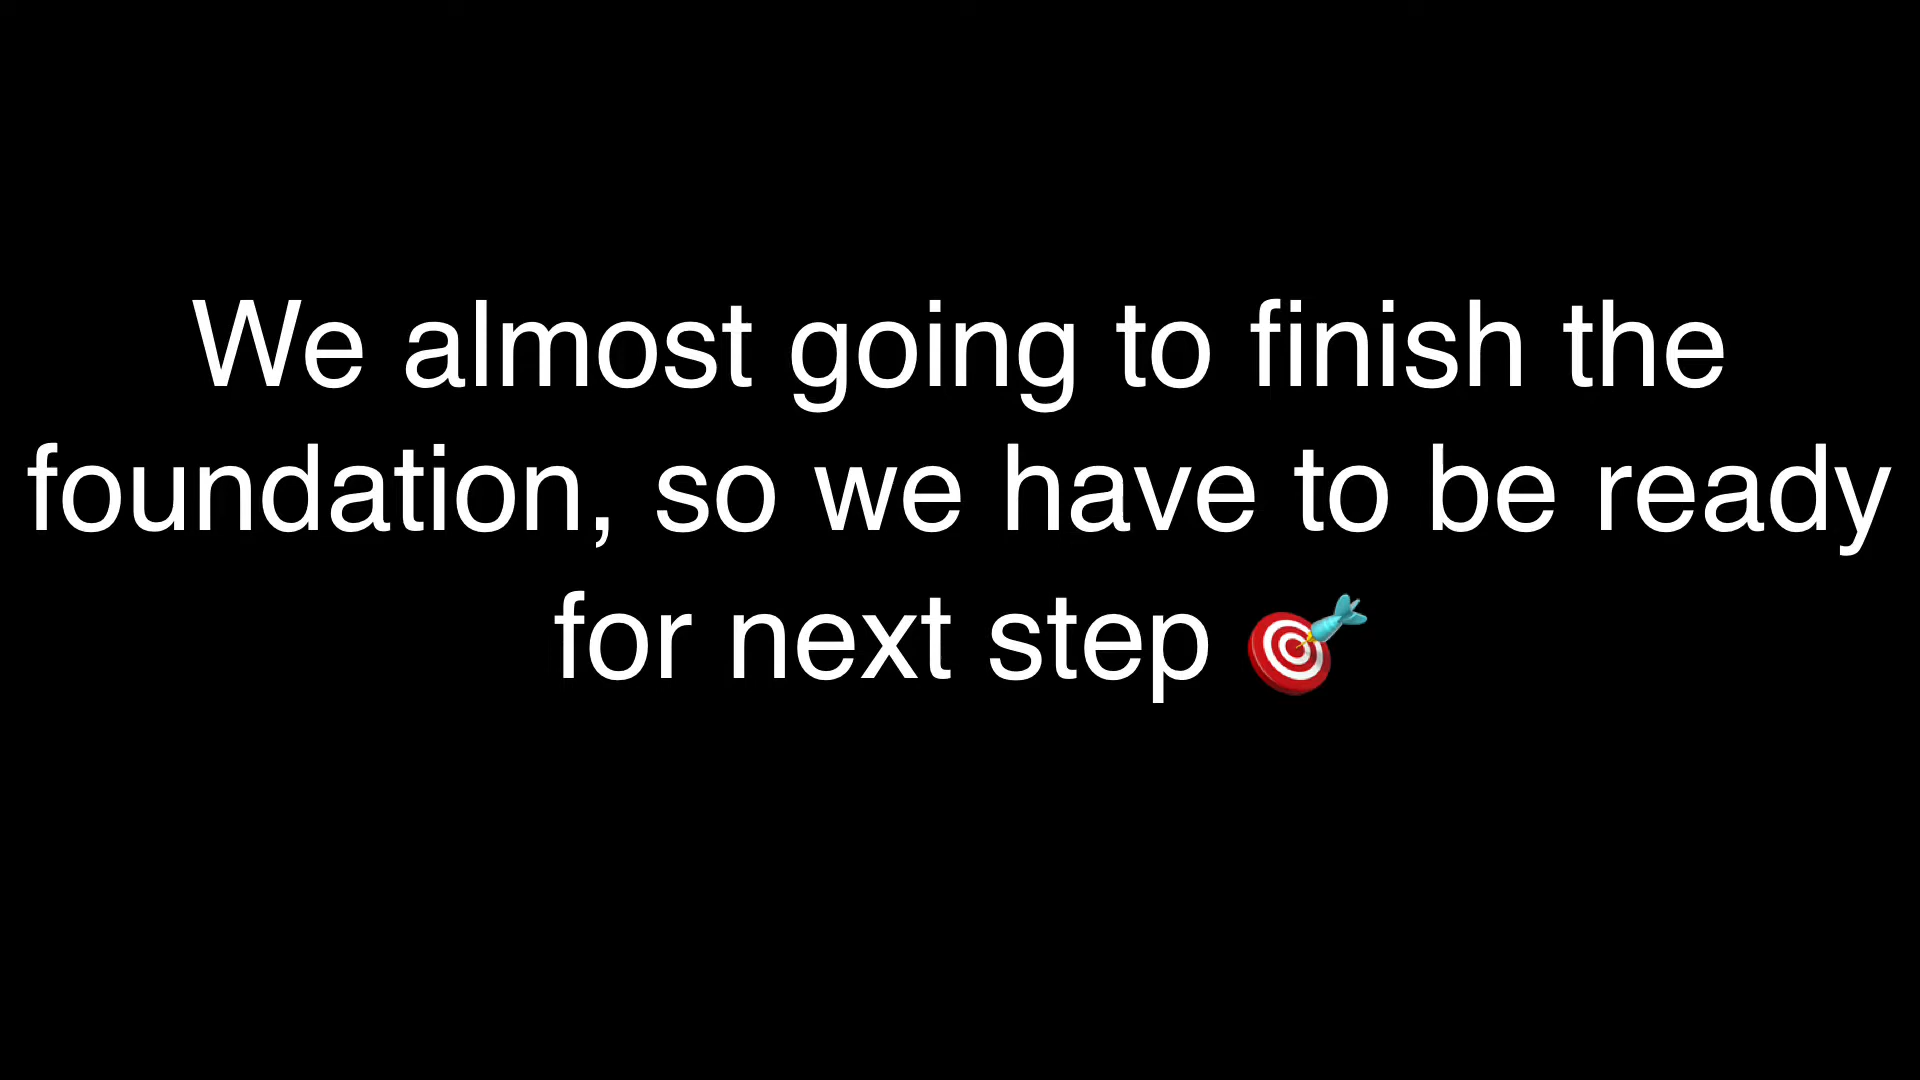 We almost going to finish the
foundation, so we have to be ready
for next step 🎯